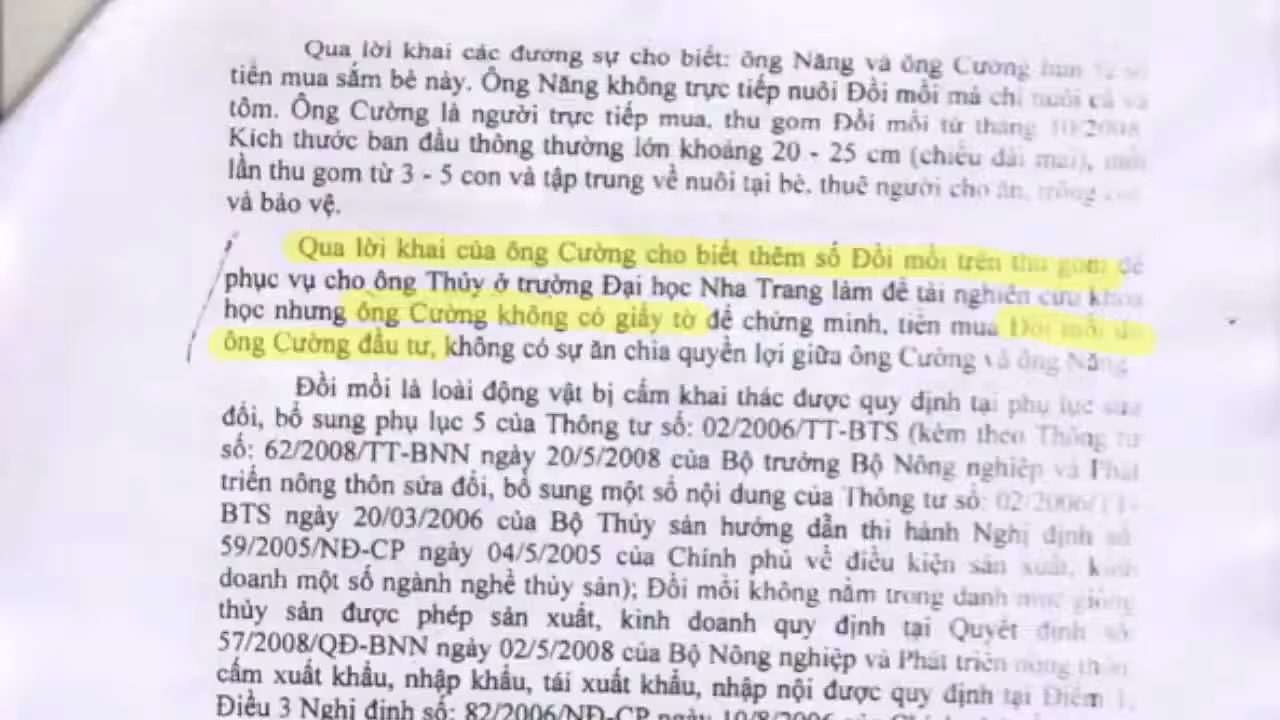 Qua lời khai các đương sự cho biết: ông Năng và ông Cường hùn
tiền mua sắm bè này. Ông Năng không trực tiếp nuôi Đồi mồi mà chỉ nuôi cá và
tôm. Ông Cường là người trực tiếp mua, thu gom Đồi mồi từ tháng 10/2008.
Kích thước ban đầu thông thường lớn khoảng 20 - 25 cm (chiều dài mai), mỗi
lần thu gom từ 3 - 5 con và tập trung về nuôi tại bè, thuê người cho ăn, trông coi
và bảo vệ.
Qua lời khai của ông Cường cho biết thêm số Đồi mồi trên thu gom để
phục vụ cho ông Thủy ở trường Đại học Nha Trang làm đề tài nghiên cứu khoa
học nhưng ông Cường không có giấy tờ để chứng minh, tiền mua Đồi mồi do
ông Cường đầu tư, không có sự ăn chia quyền lợi giữa ông Cường và ông Năng
Đồi mồi là loài động vật bị cấm khai thác được quy định tại phụ lục sửa
đổi, bổ sung phụ lục 5 của Thông tư số: 02/2006/TT-BTS (kèm theo Thông tư
số: 62/2008/TT-BNN ngày 20/5/2008 của Bộ trưởng Bộ Nông nghiệp và Phát
triển nông thôn sửa đổi, bổ sung một số nội dung của Thông tư số: 02/2006/TT-
BTS ngày 20/03/2006 của Bộ Thủy sản hướng dẫn thi hành Nghị định số
59/2005/NĐ-CP ngày 04/5/2005 của Chính phủ về điều kiện sản xuất, kinh
doanh một số ngành nghề thủy sản); Đồi mồi không nằm trong danh mục giống
thủy sản được phép sản xuất, kinh doanh quy định tại Quyết định số
57/2008/QĐ-BNN ngày 02/5/2008 của Bộ Nông nghiệp và Phát triển nông thôn,
cấm xuất khẩu, nhập khẩu, tái xuất khẩu, nhập nội được quy định tại Điểm 1,
Điều 3 Nghị định số: 82/2006/NĐ-CP ngày 10/8/2006 của